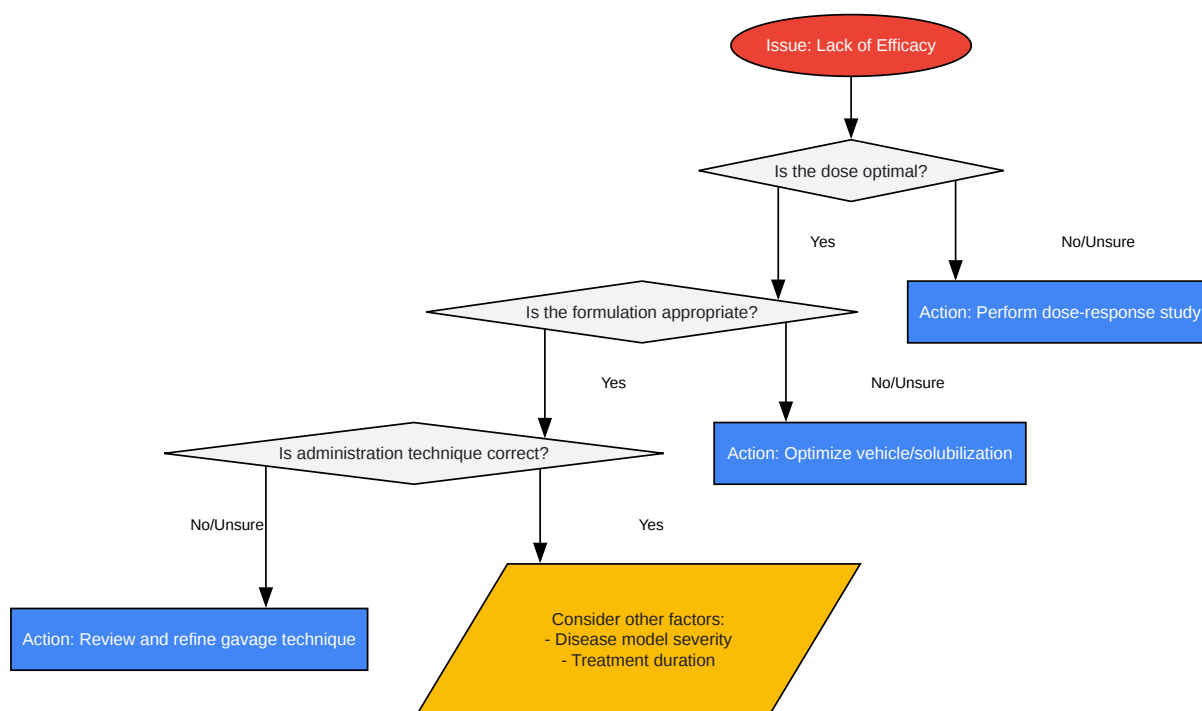 Issue: Lack of Efficacy
Is the dose optimal?
Yes
No/Unsure
Is the formulation appropriate?
Action: Perform dose-response study
Yes
No/Unsure
Is administration technique correct?
Action: Optimize vehicle/solubilization
No/Unsure
Yes
Action: Review and refine gavage technique
Consider other factors:
- Disease model severity
- Treatment duration